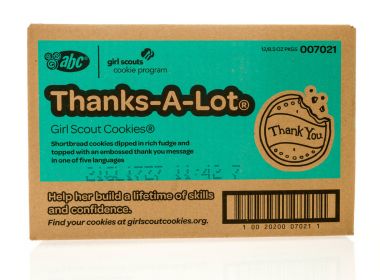 abc
girl scouts
cookie program
12/8.5 OZ PKGS 007021
Thanks-A-Lot®
Girl Scout Cookies®
Shortbread cookies dipped in rich fudge and
topped with an embossed thank you message
in one of five languages
Thank You
11:42
Help her build a lifetime of skills
and confidence.
Find your cookies at girlscoutcookies.org.
1 00 20200 07021 1